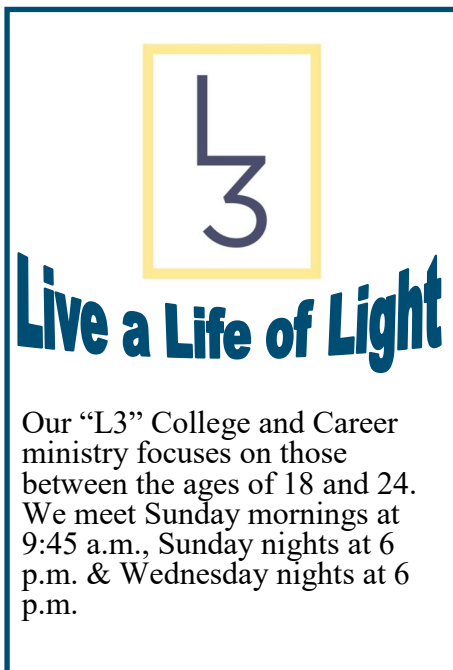 L
3
Live a Life of Light
Our “L3” College and Career
ministry focuses on those
between the ages of 18 and 24.
We meet Sunday mornings at
9:45 a.m., Sunday nights at 6
p.m. & Wednesday nights at 6
p.m.